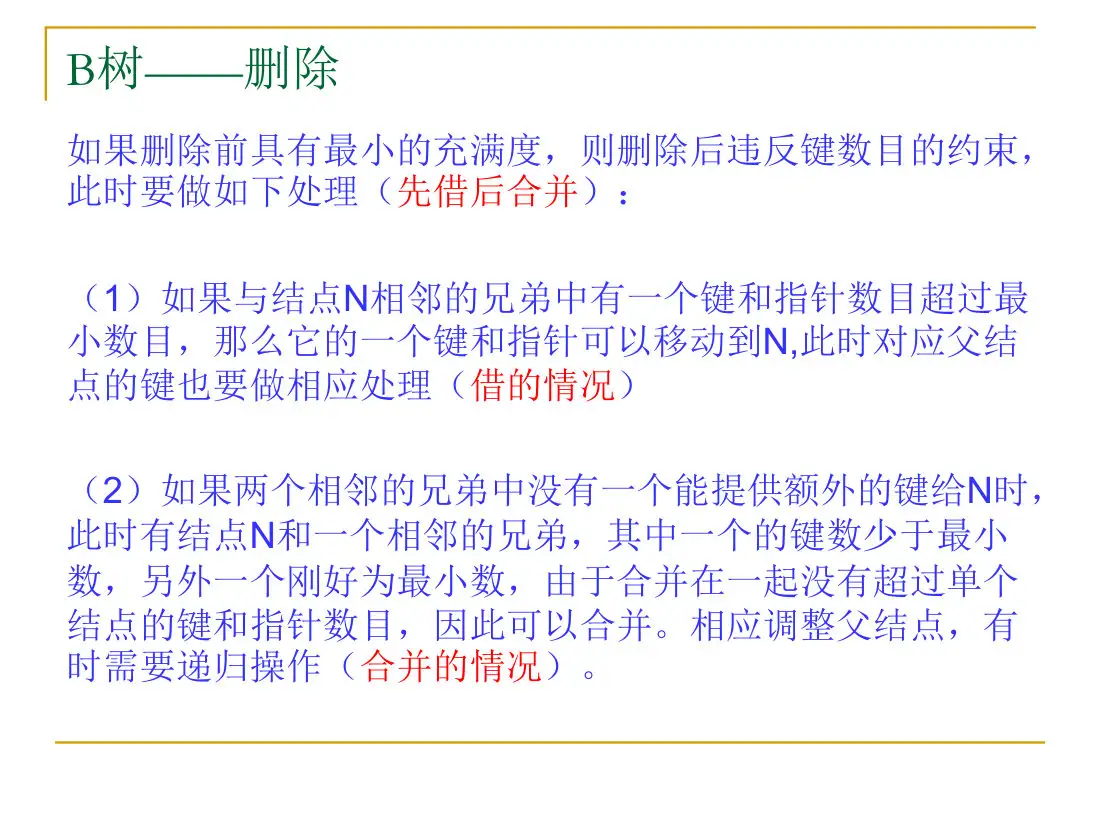 B树——删除
如果删除前具有最小的充满度，则删除后违反键数目的约束，
此时要做如下处理（先借后合并）：
（1）如果与结点N相邻的兄弟中有一个键和指针数目超过最
小数目，那么它的一个键和指针可以移动到N,此时对应父结
点的键也要做相应处理（借的情况）
（2）如果两个相邻的兄弟中没有一个能提供额外的键给N时，
此时有结点N和一个相邻的兄弟，其中一个的键数少于最小
数，另外一个刚好为最小数，由于合并在一起没有超过单个
结点的键和指针数目，因此可以合并。相应调整父结点，有
时需要递归操作（合并的情况）。